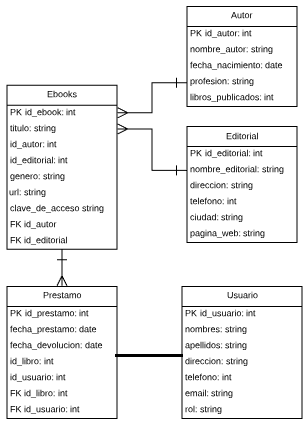 Autor
PK id_autor: int
nombre_autor: string
fecha_nacimiento: date
profesion: string
libros_publicados: int
Ebooks
PK id_ebook: int
titulo: string
id_autor: int
id_editorial: int
genero: string
url: string
clave_de_acceso string
FK id_autor
FK id_editorial
Editorial
PK id_editorial: int
nombre_editorial: string
direccion: string
telefono: int
ciudad: string
pagina_web: string
Prestamo
PK id_prestamo: int
fecha_prestamo: date
fecha_devolucion: date
id_libro: int
id_usuario: int
FK id_libro: int
FK id_usuario: int
Usuario
PK id_usuario: int
nombres: string
apellidos: string
direccion: string
telefono: int
email: string
rol: string